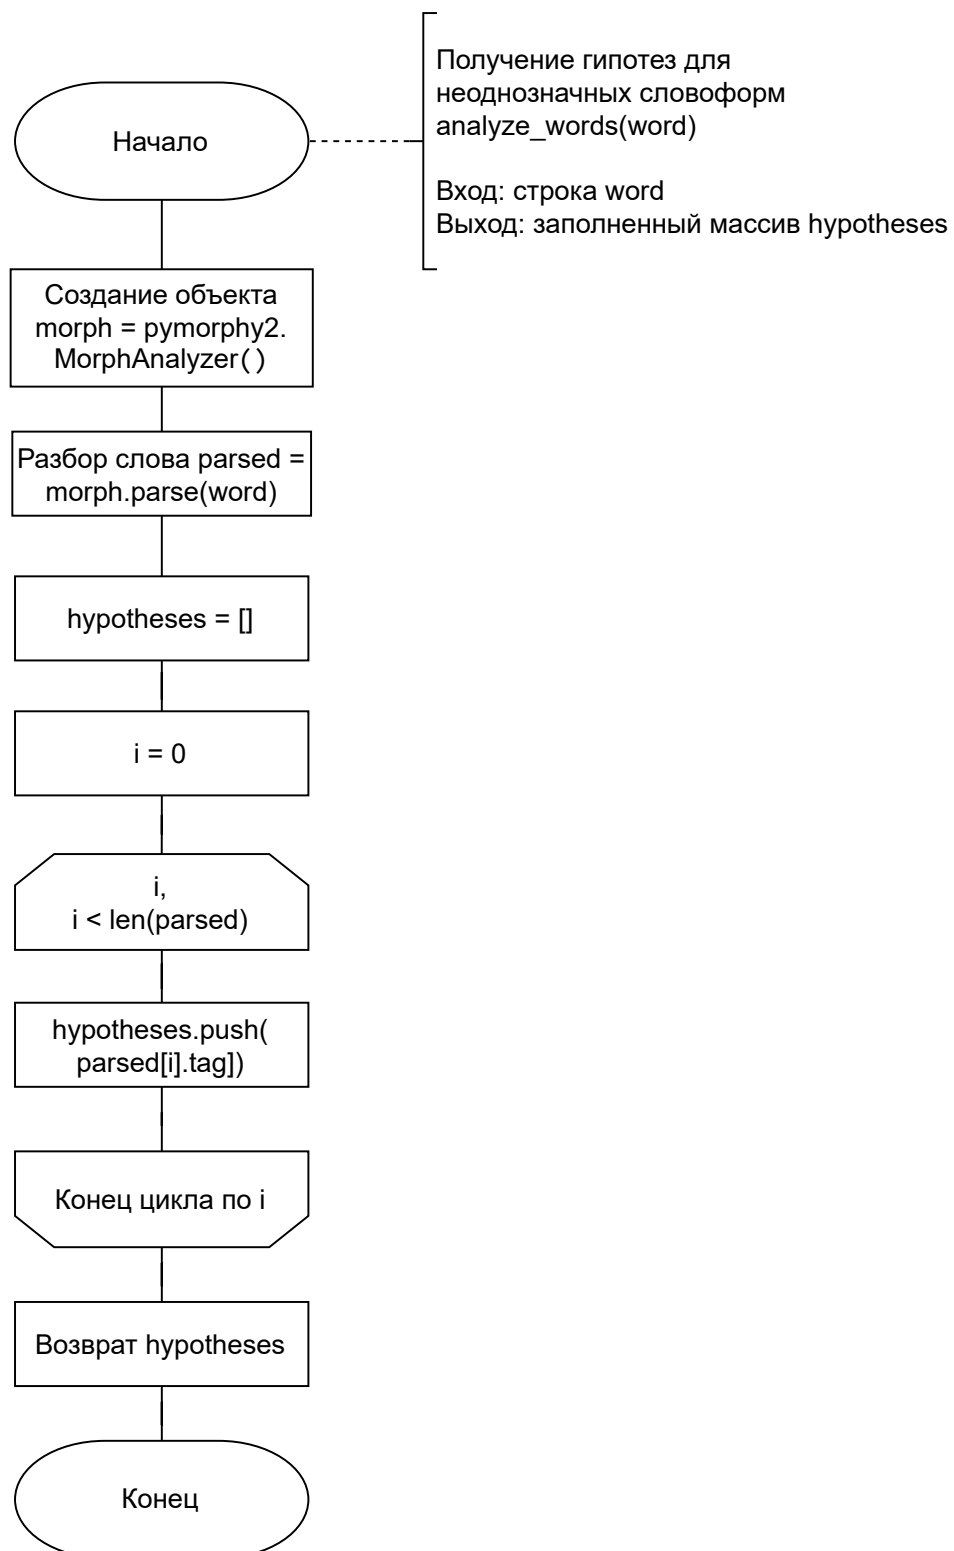 Начало
Получение гипотез для
неоднозначных словоформ
analyze_words(word)
Вход: строка word
Выход: заполненный массив hypotheses
Создание объекта
morph = pymorphy2.
MorphAnalyzer()
Разбор слова parsed =
morph.parse(word)
hypotheses = []
i = 0
i,
i < len(parsed)
hypotheses.push(
parsed[i].tag])
Конец цикла по i
Возврат hypotheses
Конец